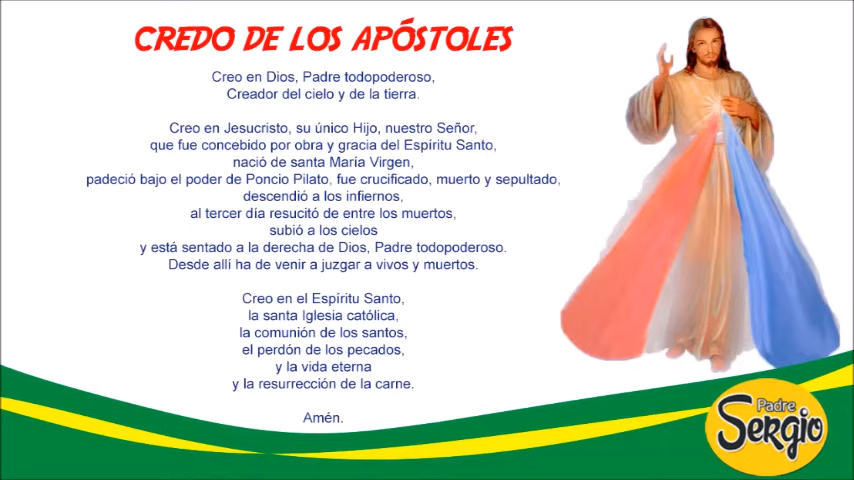 CREDO DE LOS APÓSTOLES
Creo en Dios, Padre todopoderoso,
Creador del cielo y de la tierra.
Creo en Jesucristo, su único Hijo, nuestro Señor,
que fue concebido por obra y gracia del Espíritu Santo,
nació de santa María Virgen,
padeció bajo el poder de Poncio Pilato, fue crucificado, muerto y sepultado,
descendió a los infiernos,
al tercer día resucitó de entre los muertos,
subió a los cielos
y está sentado a la derecha de Dios, Padre todopoderoso.
Desde allí ha de venir a juzgar a vivos y muertos.
Creo en el Espíritu Santo,
la santa Iglesia católica,
la comunión de los santos,
el perdón de los pecados,
y la vida eterna
y la resurrección de la carne.
Amén.
Padre
Sergio